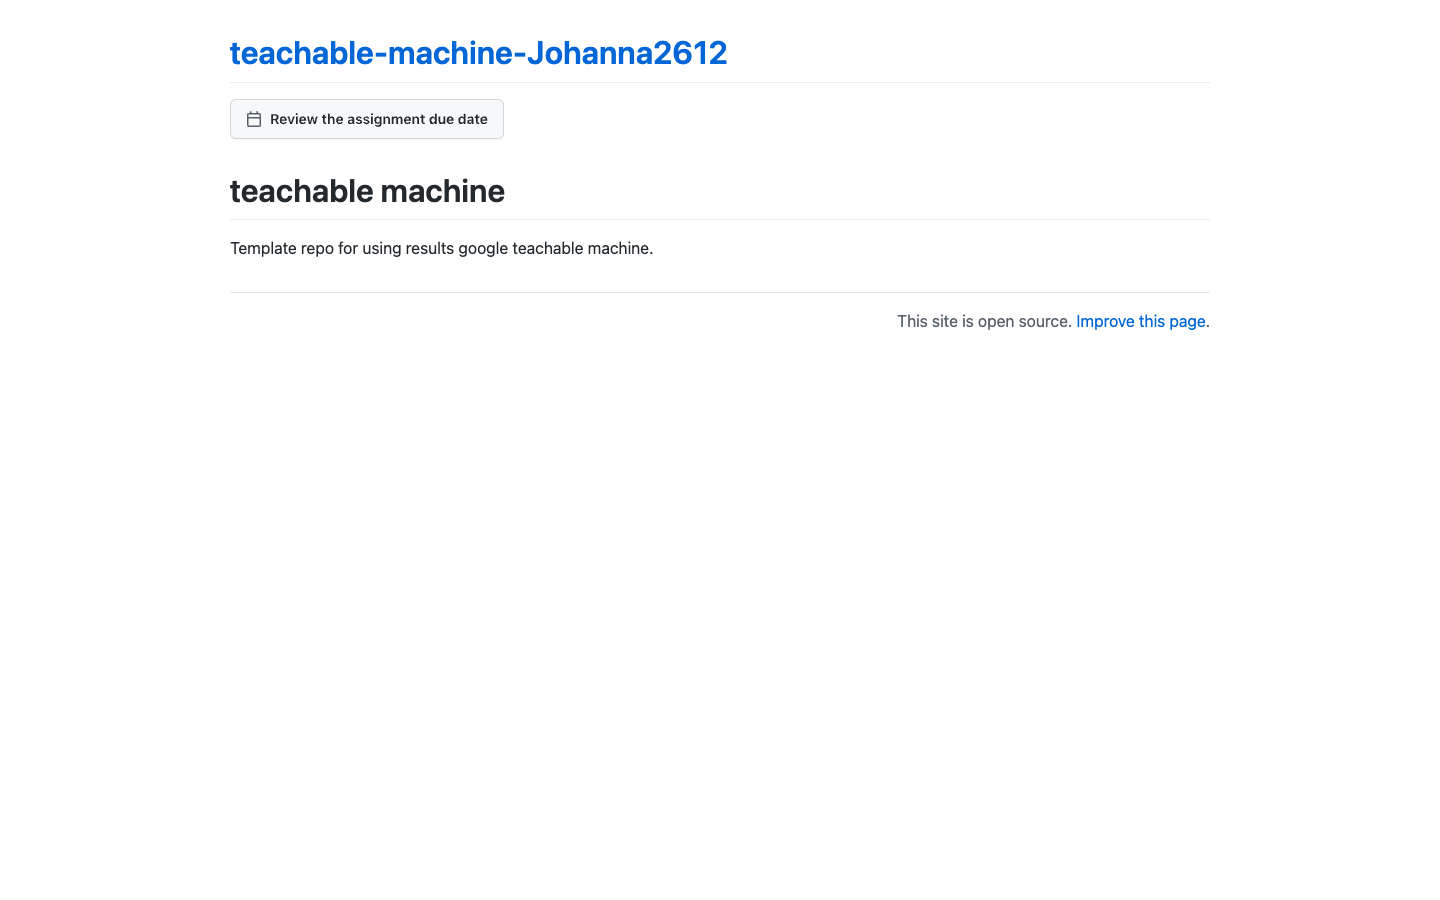 teachable-machine-Johanna2612
Review the assignment due date
teachable machine
Template repo for using results google teachable machine.
This site is open source. Improve this page.